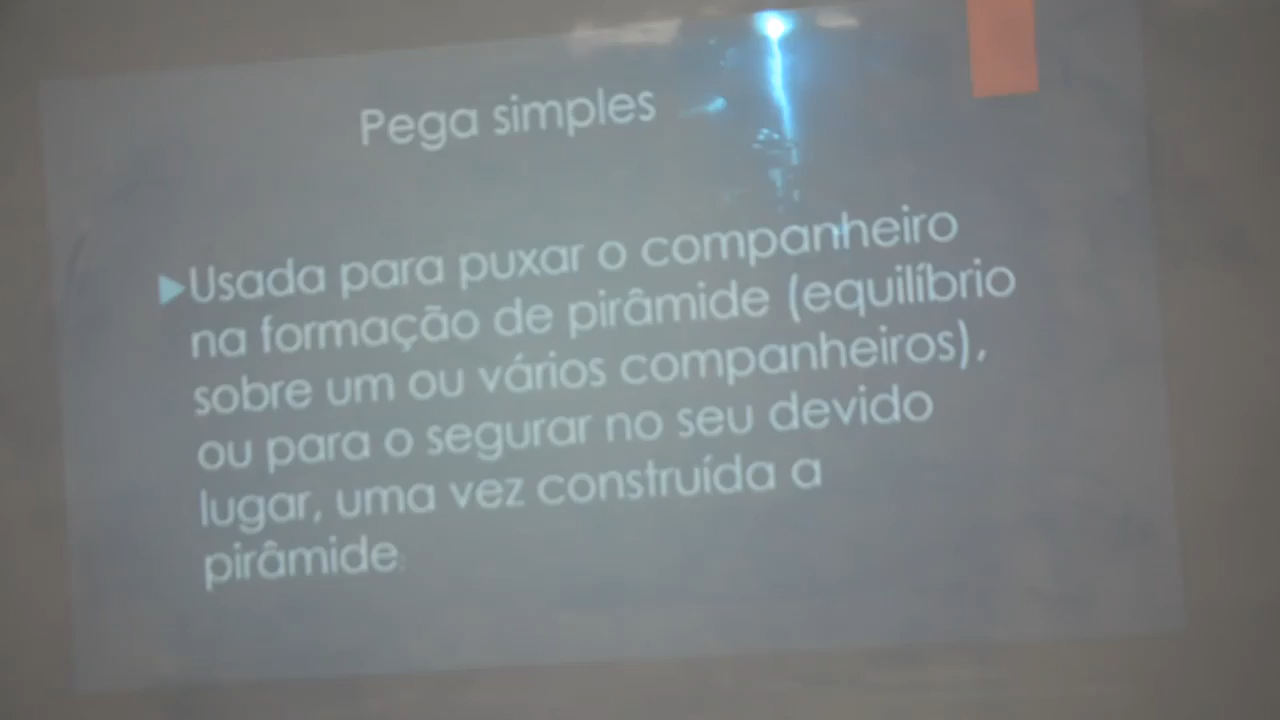 Pega simples
Usada para puxar o companheiro
na formação de pirâmide (equilíbrio
sobre um ou vários companheiros),
ou para o segurar no seu devido
lugar, uma vez construída a
pirâmide.